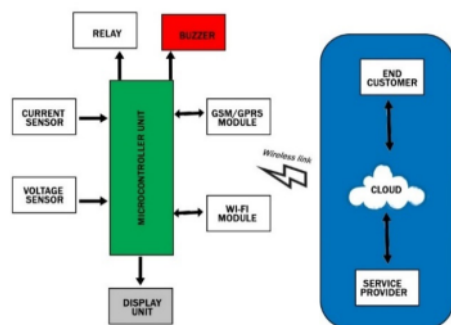 RELAY
BUZZER
CURRENT
SENSOR
VOLTAGE
SENSOR
MICROCONTROLLER UNIT
GSM/GPRS
MODULE
WI-FI
MODULE
DISPLAY
UNIT
Wireless link
END
CUSTOMER
CLOUD
SERVICE
PROVIDER